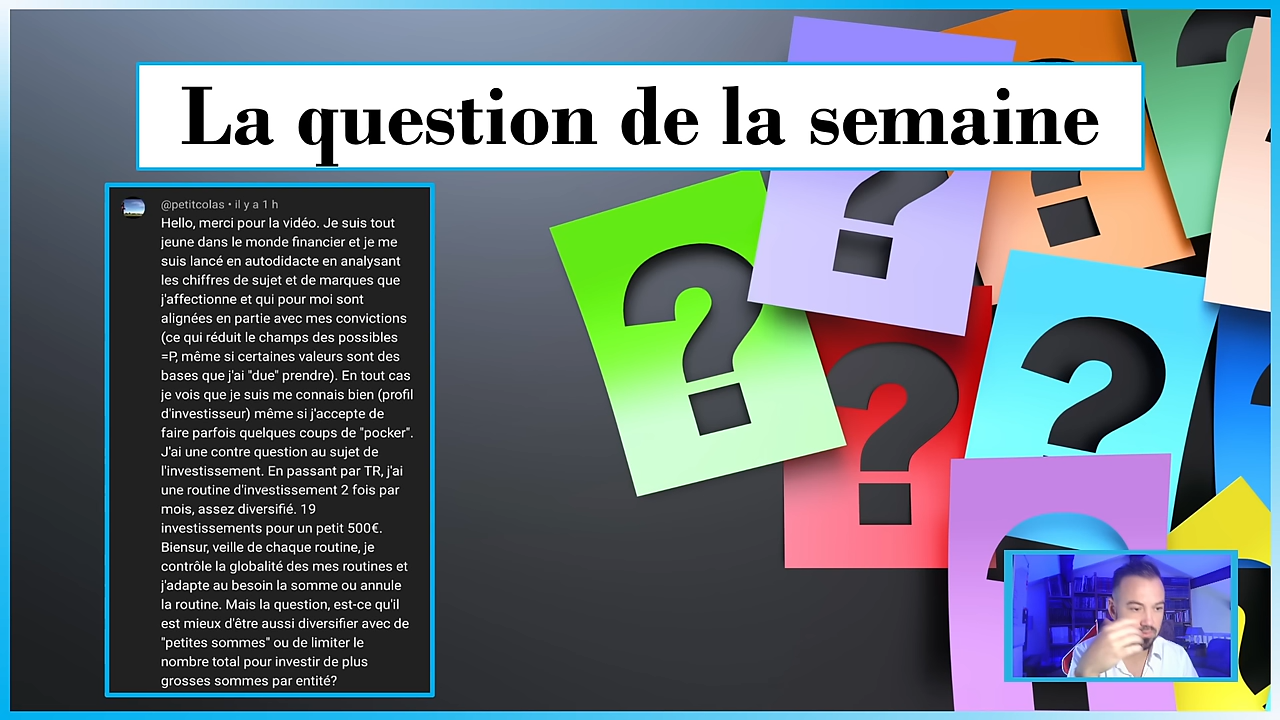 La question de la semaine
@petitcolas • il y a 1 h
Hello, merci pour la vidéo. Je suis tout
jeune dans le monde financier et je me
suis lancé en autodidacte en analysant
les chiffres de sujet et de marques que
j'affectionne et qui pour moi sont
alignées en partie avec mes convictions
(ce qui réduit le champs des possibles
=P, même si certaines valeurs sont des
bases que j'ai "due" prendre). En tout cas
je vois que je suis me connais bien (profil
d'investisseur) même si j'accepte de
faire parfois quelques coups de "pocker".
J'ai une contre question au sujet de
l'investissement. En passant par TR, j'ai
une routine d'investissement 2 fois par
mois, assez diversifié. 19
investissements pour un petit 500€.
Biensur, veille de chaque routine, je
contrôle la globalité des mes routines et
j'adapte au besoin la somme ou annule
la routine. Mais la question, est-ce qu'il
est mieux d'être aussi diversifier avec de
"petites sommes" ou de limiter le
nombre total pour investir de plus
grosses sommes par entité?